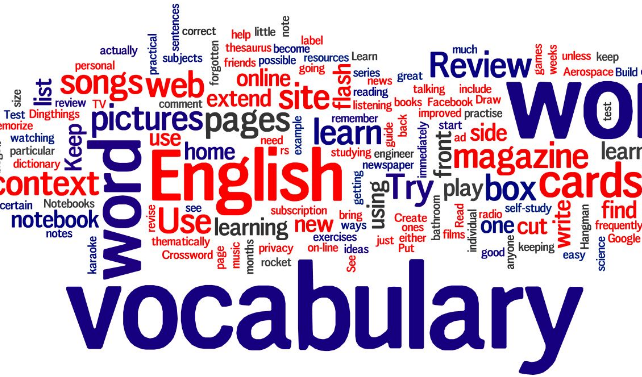 sentences
correct
help
little
note
label
actually
practical
thesaurus
become
subjects
forgotten
friends
possible
resources
Learn
much
games
weeks
unless
keep
personal
going
Review
Aerospace
Build
size
list
songs
web
online
flash
series
news
great
reading
talking
include
review
TV
comment
extend
site
listening
books
Facebook
Draw
Test
Dingthings
pictures
pages
example
remember
improved
practise
test
watching
Keep
word
use
need
learn
guide
back
immediately
start
ad
side
particular
home
rs
studying
engineer
front
magazine
dictionary
English
newspaper
context
getting
Try
play
box
cards
certain
Notebooks
see
using
self-study
notebook
revise
Use
learning
subscription
new
bring
ways
Create
ones
either
Put
bathroom
films
Read
individual
radio
one
cut
write
Hangman
find
frequently
Google
notes
thematically
exercises
just
karaoke
Crossword
page
music
months
privacy
on-line
ideas
See
good
anyone
keeping
easy
science
rocket
vocabulary